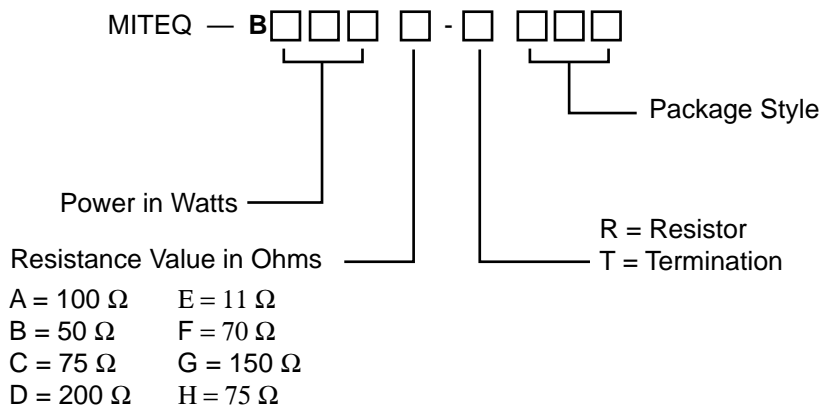 MITEQ — B□□□ □ - □ □□□
Package Style
Power in Watts
R = Resistor
T = Termination
Resistance Value in Ohms
A = 100 Ω E = 11 Ω
B = 50 Ω F = 70 Ω
C = 75 Ω G = 150 Ω
D = 200 Ω H = 75 Ω